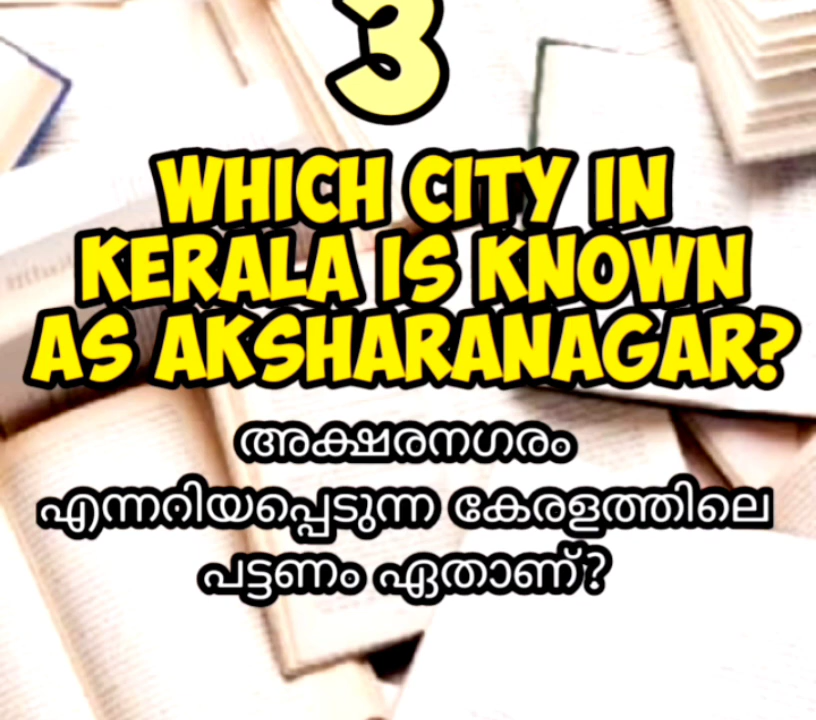 3
WHICH CITY IN
KERALA IS KNOWN
AS AKSHARANAGAR?
അക്ഷരനഗരം
എന്നറിയപ്പെടുന്ന കേരളത്തിലെ
പട്ടണം ഏതാണ്?